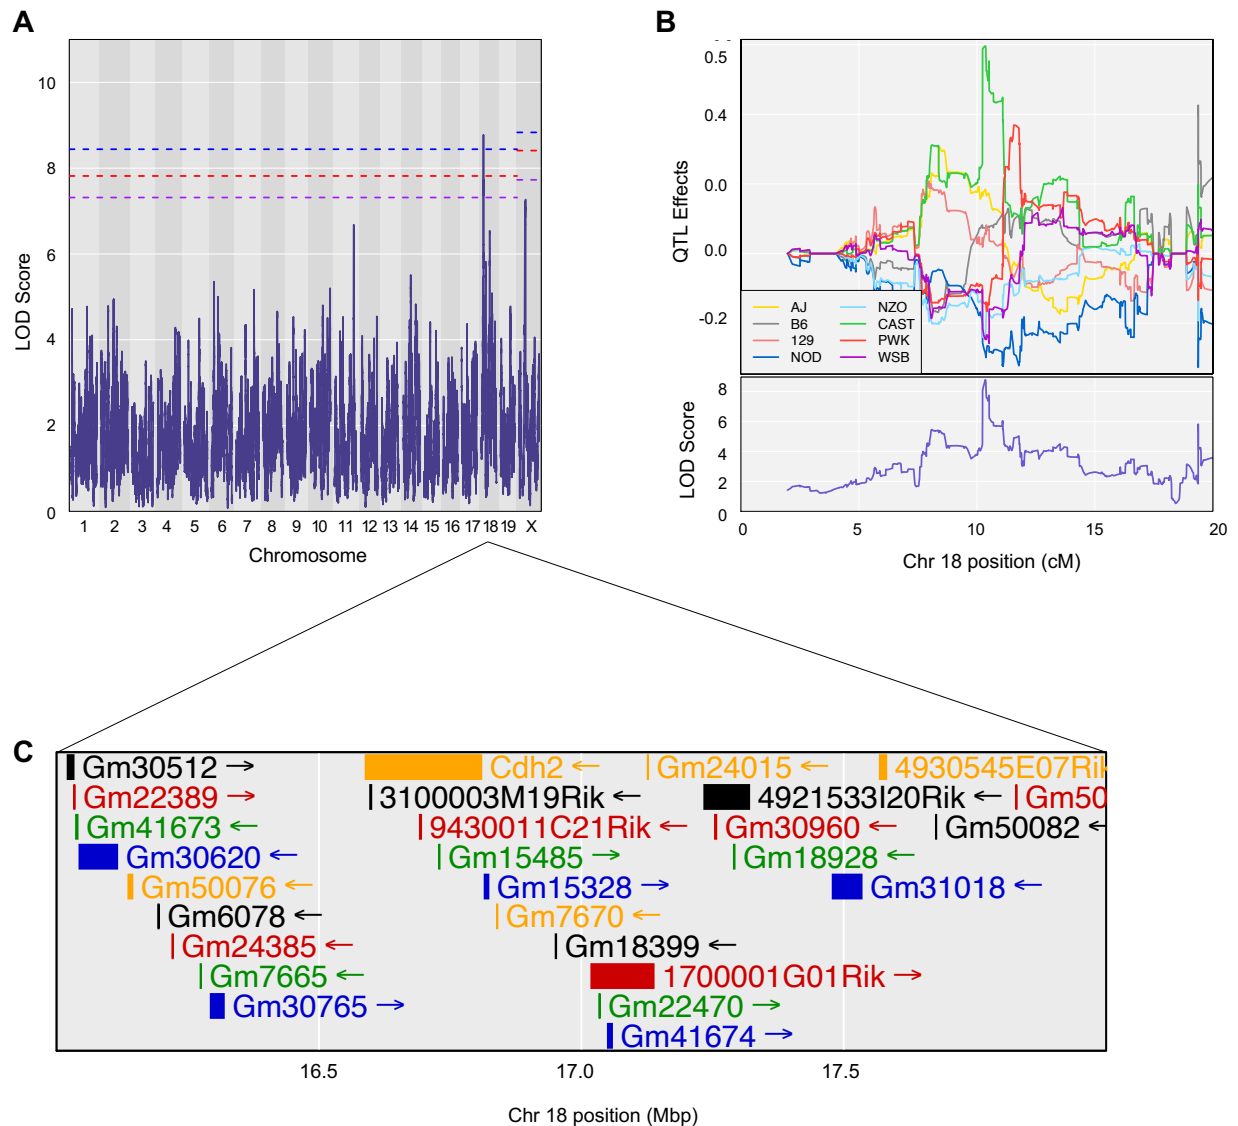 A
LOD Score
10
8
6
4
2
0
1 2 3 4 5 6 7 8 9 10 11 12 13 14 15 16 17 18 19 X
Chromosome
B
QTL Effects
0.5
0.4
0.0
0.0
-0.2
AJ
B6
129
NOD
NZO
CAST
PWK
WSB
LOD Score
8
6
4
2
0
0 5 10 15 20
Chr 18 position (cM)
C
Gm30512 → Cdh2 ← Gm24015 ← 4930545E07Rik
Gm22389 → 3100003M19Rik ← 4921533I20Rik ← Gm50
Gm41673 ← 9430011C21Rik ← Gm30960 ← Gm50082 ←
Gm30620 ← Gm15485 → Gm18928 ←
Gm50076 ← Gm15328 → Gm31018 ←
Gm6078 ← Gm7670 ←
Gm24385 ← Gm18399 ←
Gm7665 ← 1700001G01Rik →
Gm30765 → Gm22470 →
Gm41674 →
16.5 17.0 17.5
Chr 18 position (Mbp)